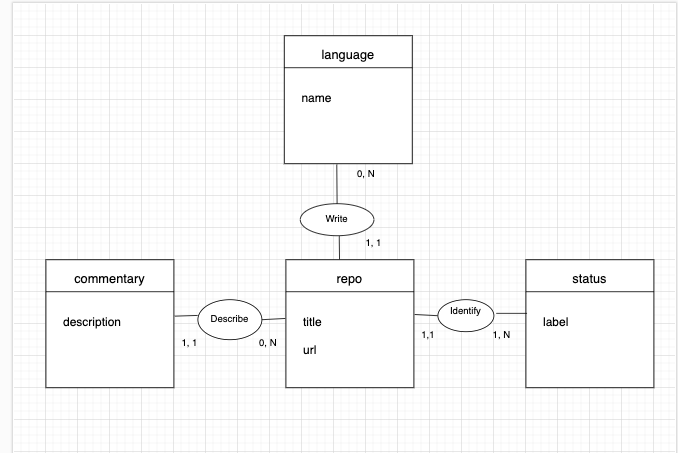 language
name
0, N
Write
1, 1
commentary
description
1, 1
Describe
0, N
repo
title
url
1,1
Identify
1, N
status
label